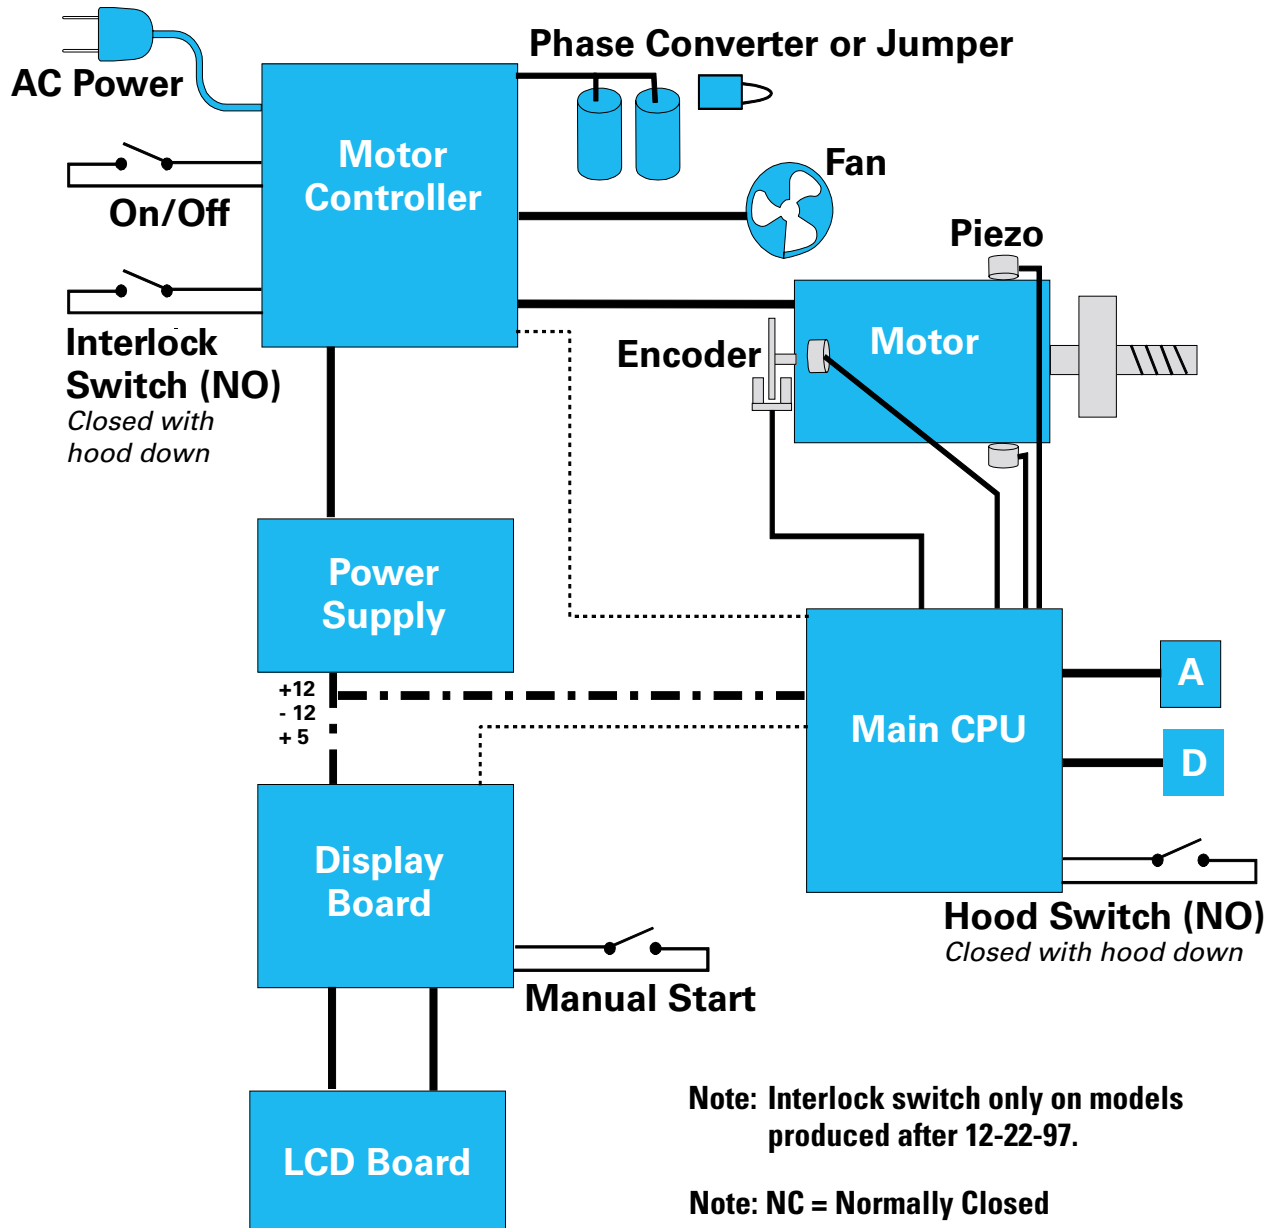 Phase Converter or Jumper
AC Power
Motor
Controller
Fan
On/Off
Piezo
Interlock
Switch (NO)
Closed with
hood down
Encoder
Motor
Power
Supply
+12
- 12
+ 5
Main CPU
A
D
Display
Board
Hood Switch (NO)
Closed with hood down
Manual Start
LCD Board
Note: Interlock switch only on models
produced after 12-22-97.
Note: NC = Normally Closed